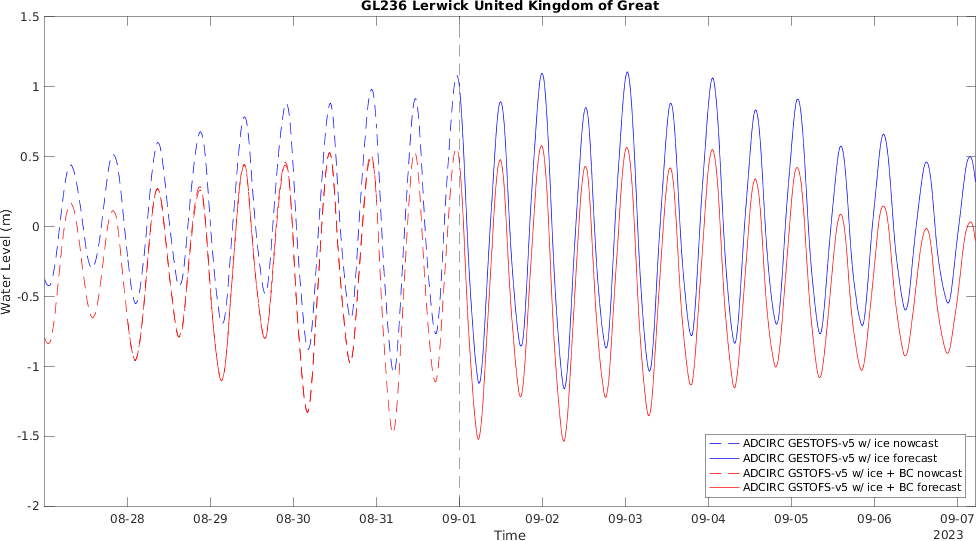 GL236 Lerwick United Kingdom of Great
1.5
1
0.5
0
-0.5
-1
-1.5
-2
Water Level (m)
ADCIRC GESTOFS-v5 w/ ice nowcast
ADCIRC GESTOFS-v5 w/ ice forecast
ADCIRC GSTOFS-v5 w/ ice + BC nowcast
ADCIRC GSTOFS-v5 w/ ice + BC forecast
08-28 08-29 08-30 08-31 09-01 09-02 09-03 09-04 09-05 09-06 09-07
Time
2023